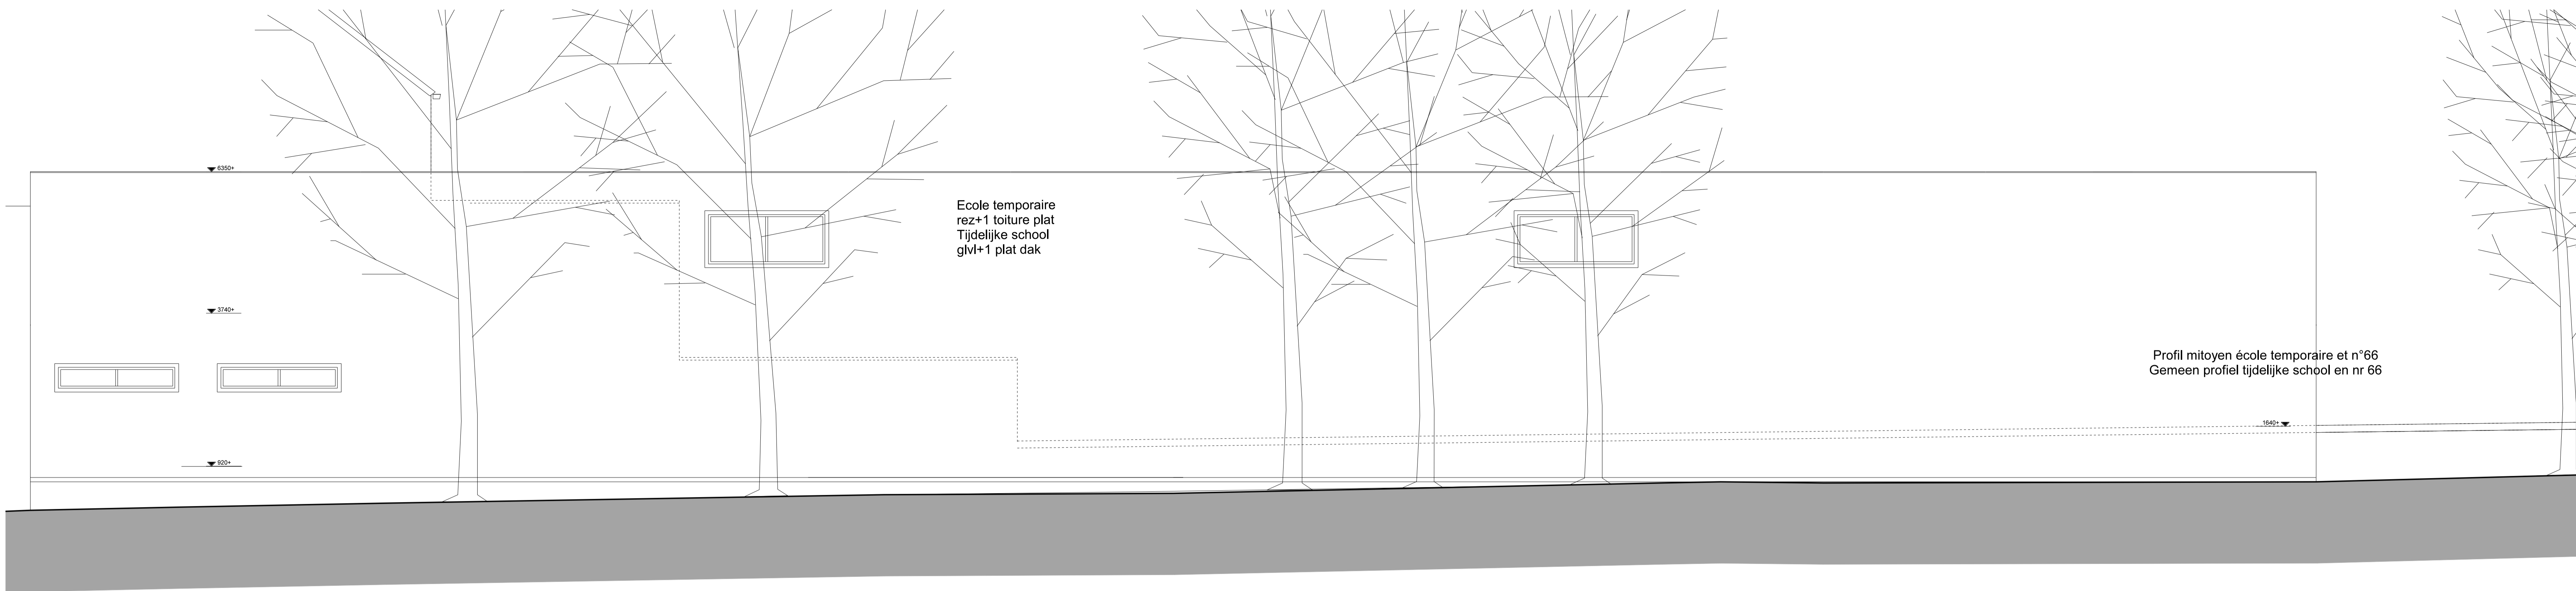 6350+
Ecole temporaire
rez+1 toiture plat
Tijdelijke school
glvl+1 plat dak
3740+
Profil mitoyen école temporaire et n°66
Gemeen profiel tijdelijke school en nr 66
1640+
920+